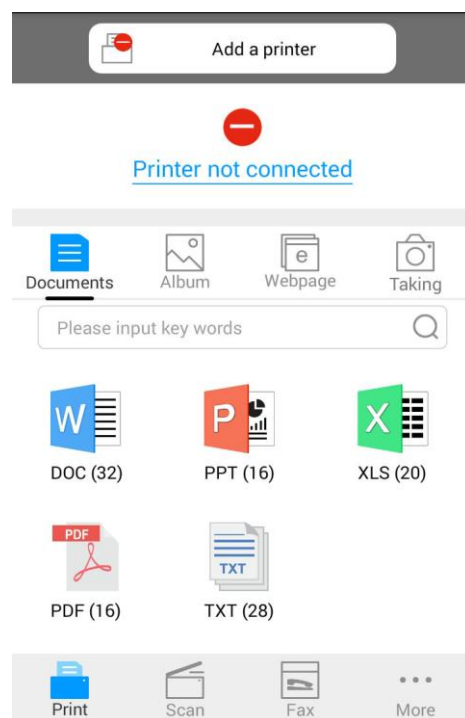 Add a printer
Printer not connected
Documents Album Webpage Taking
Please input key words
W P X
DOC (32) PPT (16) XLS (20)
PDF TXT
PDF (16) TXT (28)
Print Scan Fax More